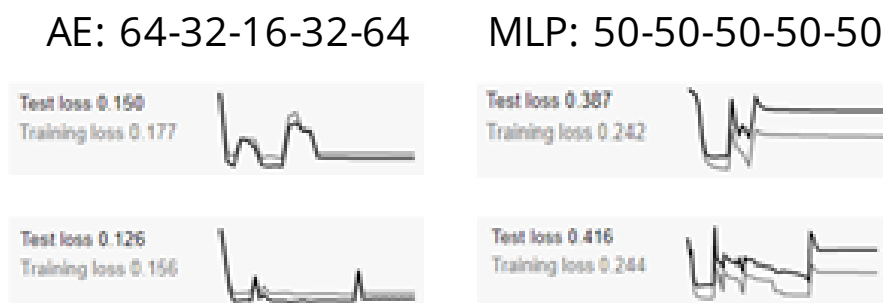 AE: 64-32-16-32-64
MLP: 50-50-50-50-50
Test loss 0.150
Training loss 0.177
Test loss 0.387
Training loss 0.242
Test loss 0.126
Training loss 0.156
Test loss 0.416
Training loss 0.244